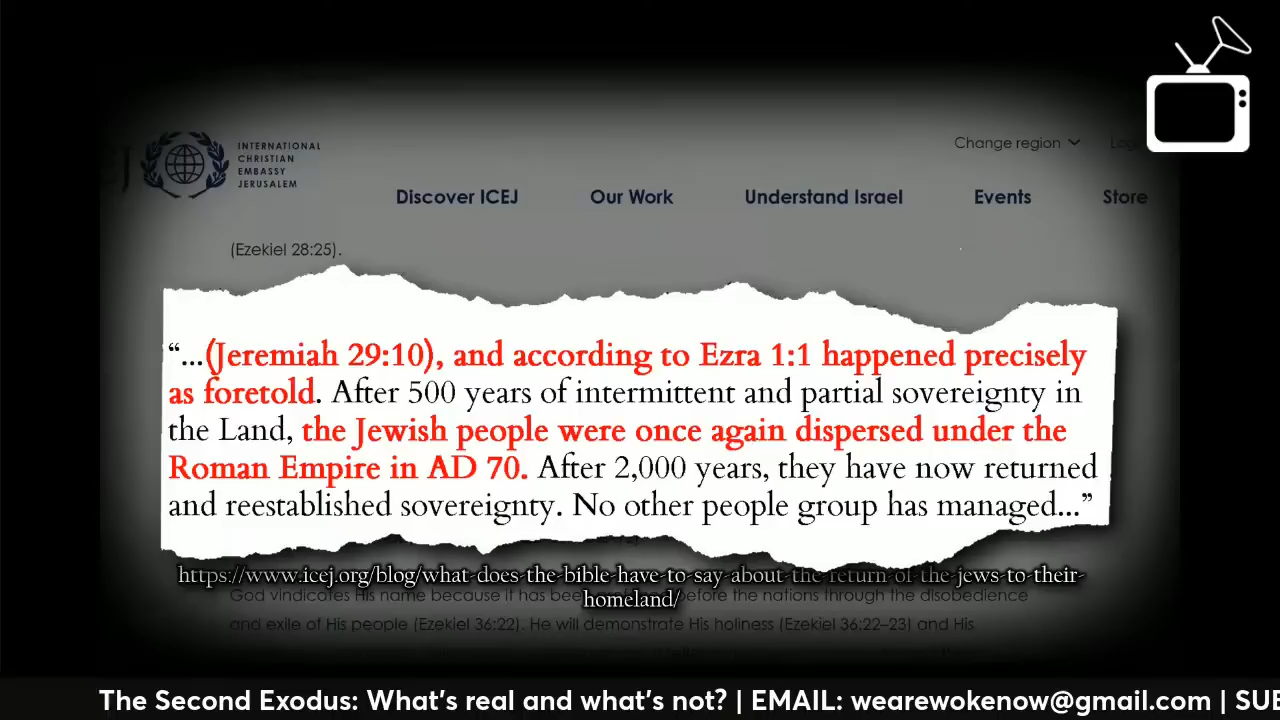 INTERNATIONAL
CHRISTIAN
EMBASSY
JERUSALEM
Change region
Discover ICEJ Our Work Understand Israel Events Store
(Ezekiel 28:25).
“...(Jeremiah 29:10), and according to Ezra 1:1 happened precisely
as foretold. After 500 years of intermittent and partial sovereignty in
the Land, the Jewish people were once again dispersed under the
Roman Empire in AD 70. After 2,000 years, they have now returned
and reestablished sovereignty. No other people group has managed...”
https://www.icej.org/blog/what-does-the-bible-have-to-say-about-the-return-of-the-jews-to-their-
homeland/
God vindicates His name because it has before the nations through the disobedience
and exile of His people (Ezekiel 36:22). He will demonstrate His holiness (Ezekiel 36:22–23) and His
The Second Exodus: What's real and what's not? | EMAIL: wearewokenow@gmail.com |